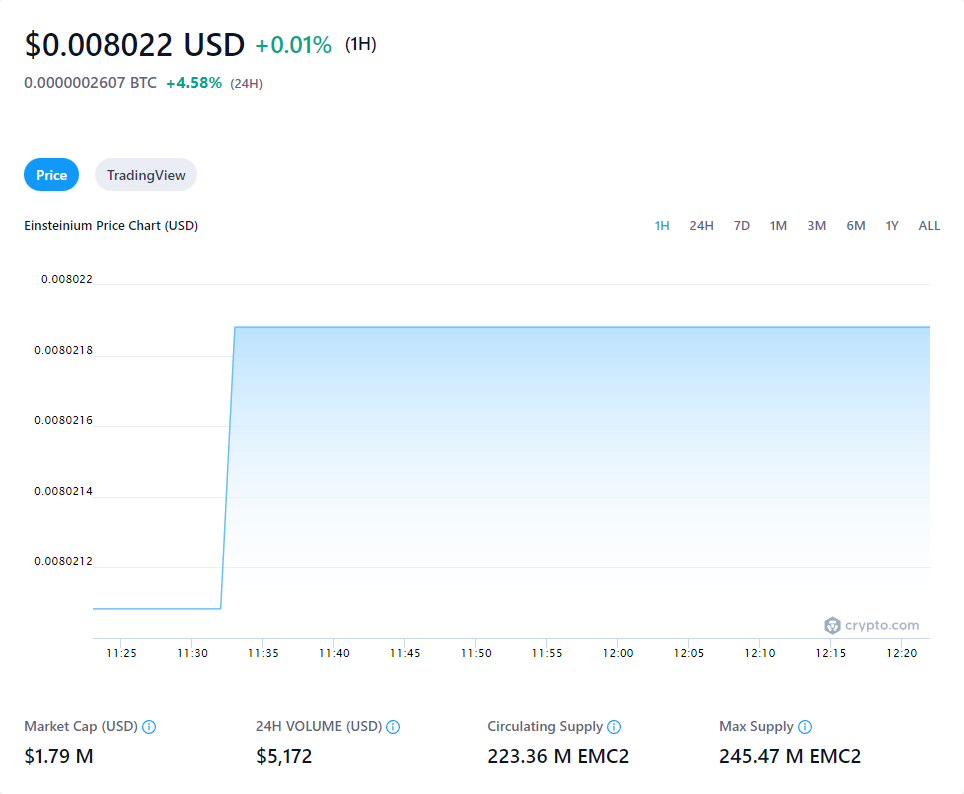 $0.008022 USD +0.01% (1H)
0.0000002607 BTC +4.58% (24H)
Price TradingView
Einsteinium Price Chart (USD) 1H 24H 7D 1M 3M 6M 1Y ALL
0.008022
0.0080218
0.0080216
0.0080214
0.0080212
crypto.com
11:25 11:30 11:35 11:40 11:45 11:50 11:55 12:00 12:05 12:10 12:15 12:20
Market Cap (USD) 24H VOLUME (USD) Circulating Supply Max Supply
$1.79 M $5,172 223.36 M EMC2 245.47 M EMC2